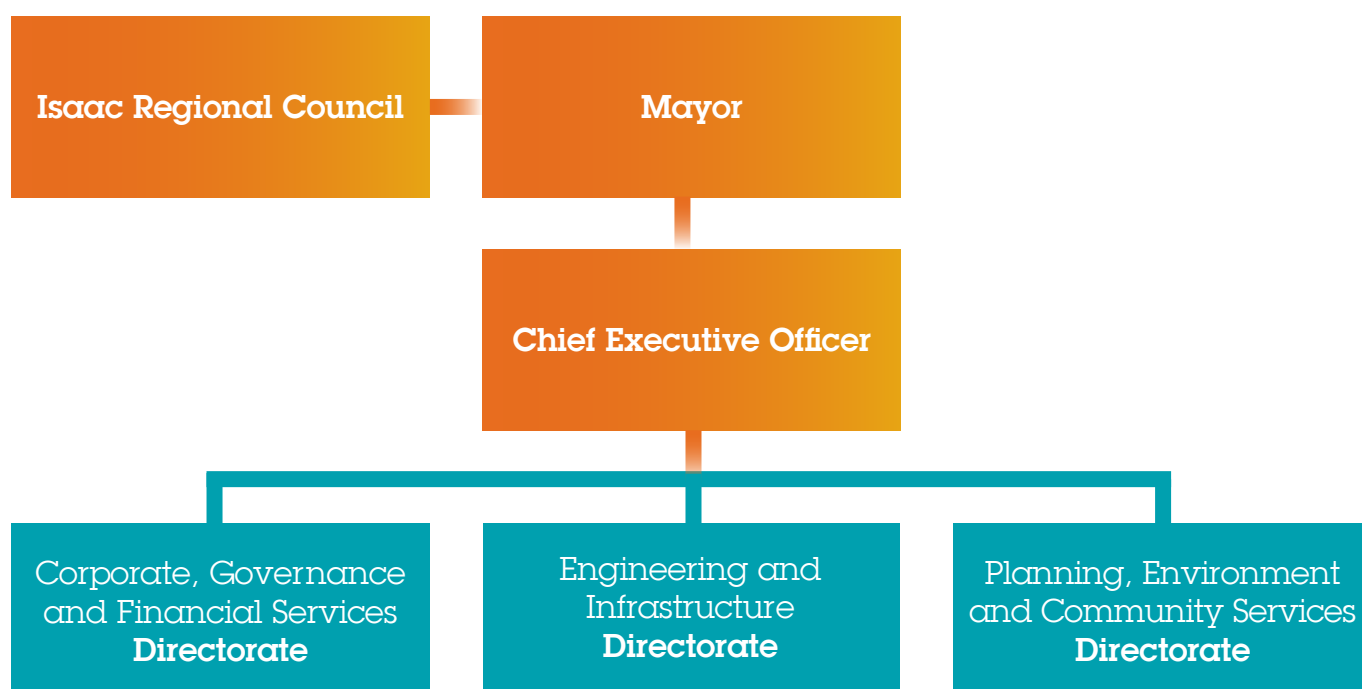 Isaac Regional Council
Mayor
Chief Executive Officer
Corporate, Governance
and Financial Services
Directorate
Engineering and
Infrastructure
Directorate
Planning, Environment
and Community Services
Directorate